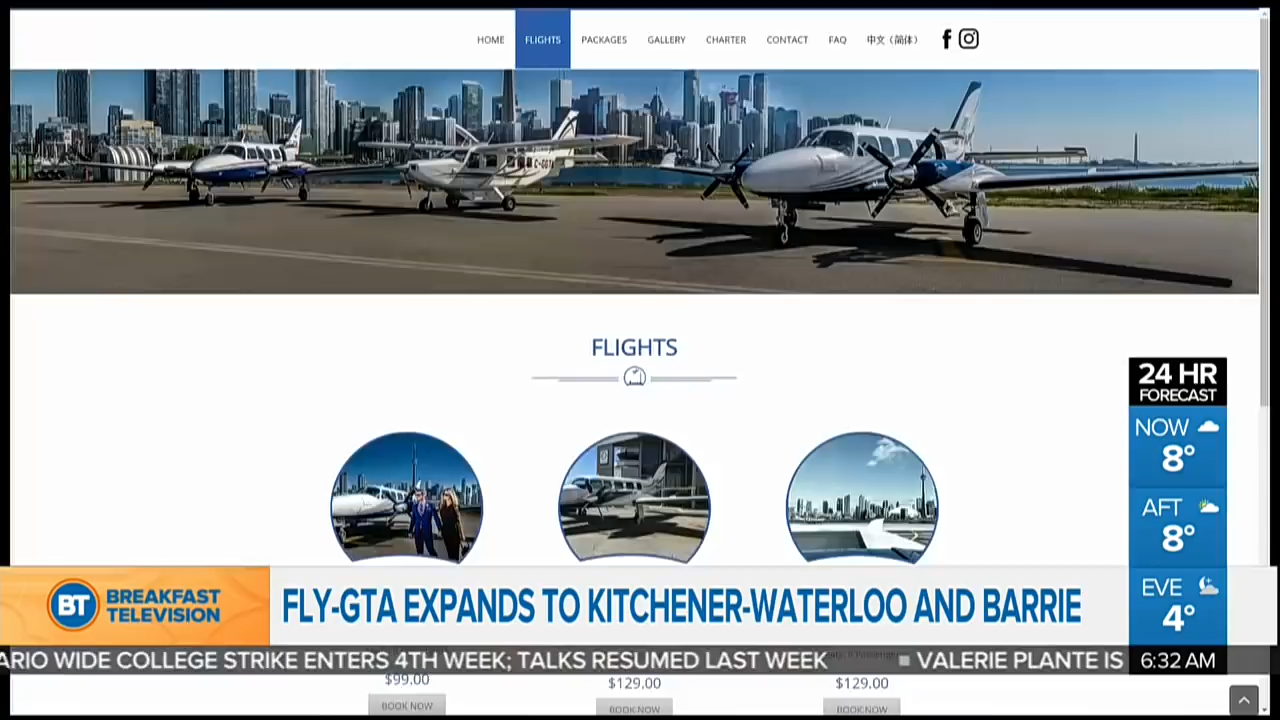 HOME FLIGHTS PACKAGES GALLERY CHARTER CONTACT FAQ 中文（简体）
FLIGHTS
24 HR
FORECAST
NOW
8°
AFT
8°
EVE
4°
BT BREAKFAST
TELEVISION
FLY-GTA EXPANDS TO KITCHENER-WATERLOO AND BARRIE
ARIO WIDE COLLEGE STRIKE ENTERS 4TH WEEK; TALKS RESUMED LAST WEEK ■ VALERIE PLANTE IS
6:32 AM
$99.00 $129.00 $129.00
BOOK NOW BOOK NOW BOOK NOW